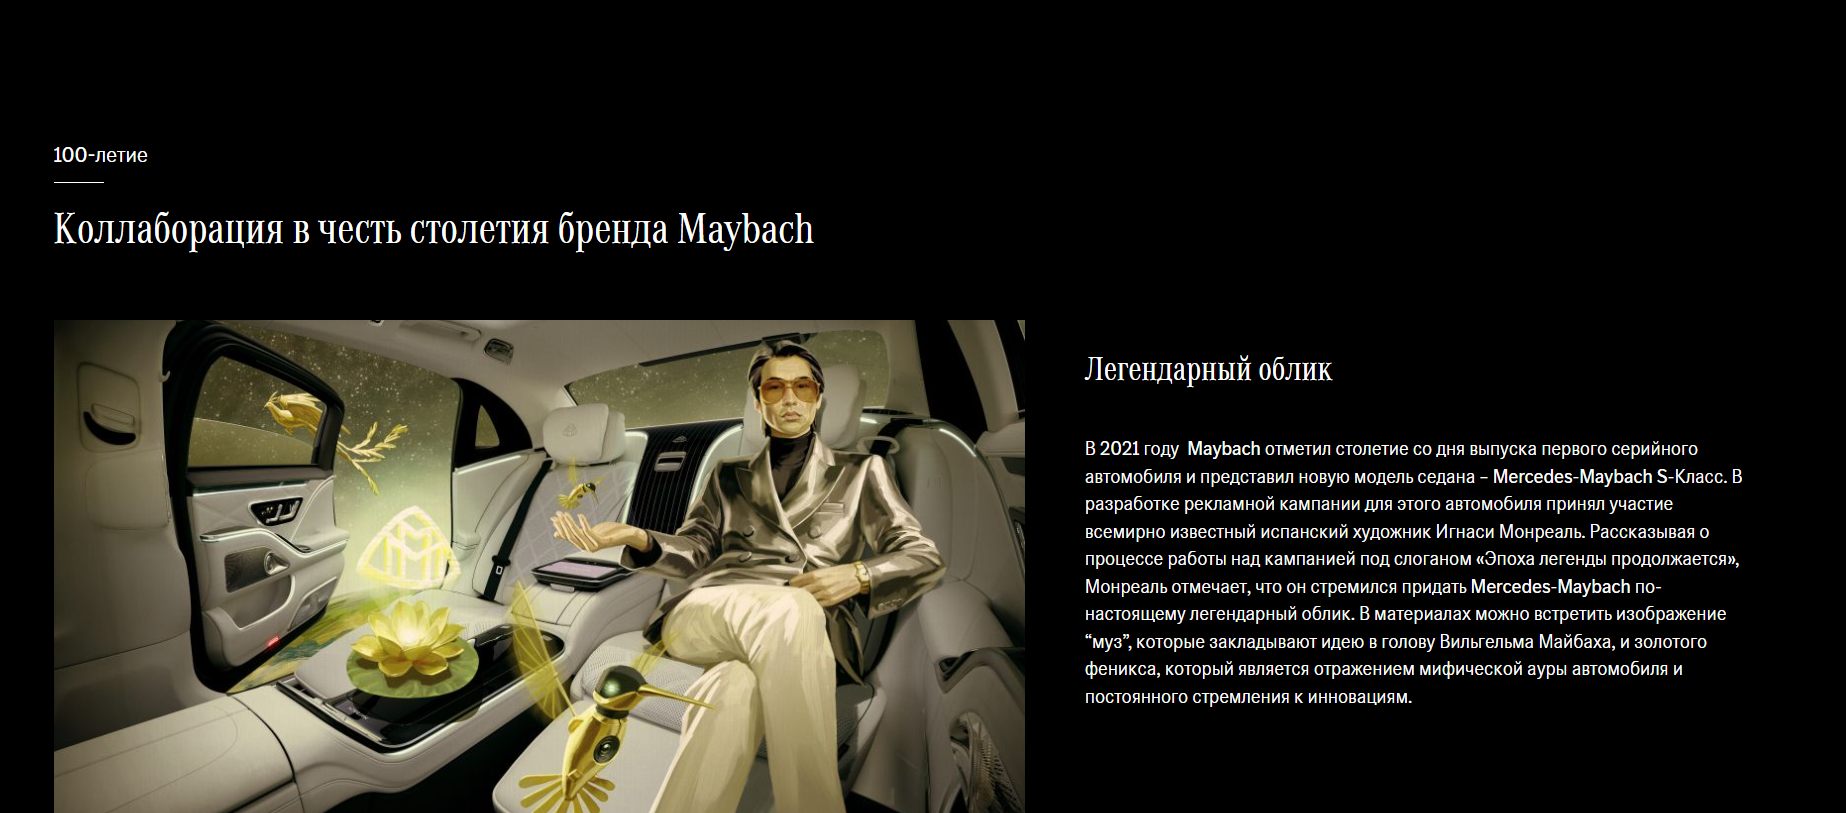 100-летие
Коллаборация в честь столетия бренда Maybach
Легендарный облик
В 2021 году  Maybach отметил столетие со дня выпуска первого серийного
автомобиля и представил новую модель седана – Mercedes-Maybach S-Класс. В
разработке рекламной кампании для этого автомобиля принял участие
всемирно известный испанский художник Игнаси Монреаль. Рассказывая о
процессе работы над кампанией под слоганом «Эпоха легенды продолжается»,
Монреаль отмечает, что он стремился придать Mercedes-Maybach по-
настоящему легендарный облик. В материалах можно встретить изображение
“муз”, которые закладывают идею в голову Вильгельма Майбаха, и золотого
феникса, который является отражением мифической ауры автомобиля и
постоянного стремления к инновациям.